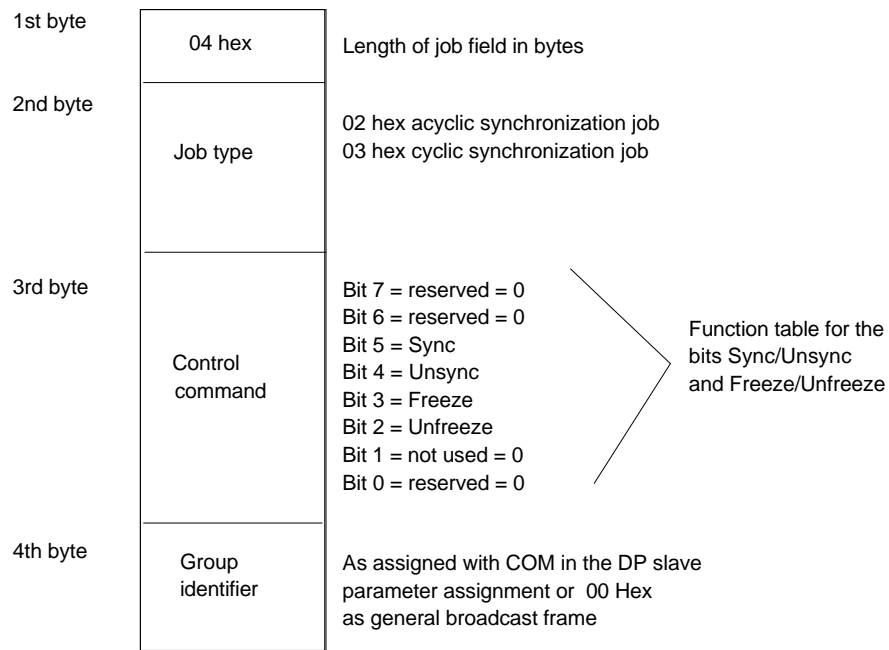 1st byte
04 hex
Length of job field in bytes
2nd byte
Job type
02 hex acyclic synchronization job
03 hex cyclic synchronization job
3rd byte
Control
command
Bit 7 = reserved = 0
Bit 6 = reserved = 0
Bit 5 = Sync
Bit 4 = Unsync
Bit 3 = Freeze
Bit 2 = Unfreeze
Bit 1 = not used = 0
Bit 0 = reserved = 0
Function table for the
bits Sync/Unsync
and Freeze/Unfreeze
4th byte
Group
identifier
As assigned with COM in the DP slave
parameter assignment or 00 Hex
as general broadcast frame